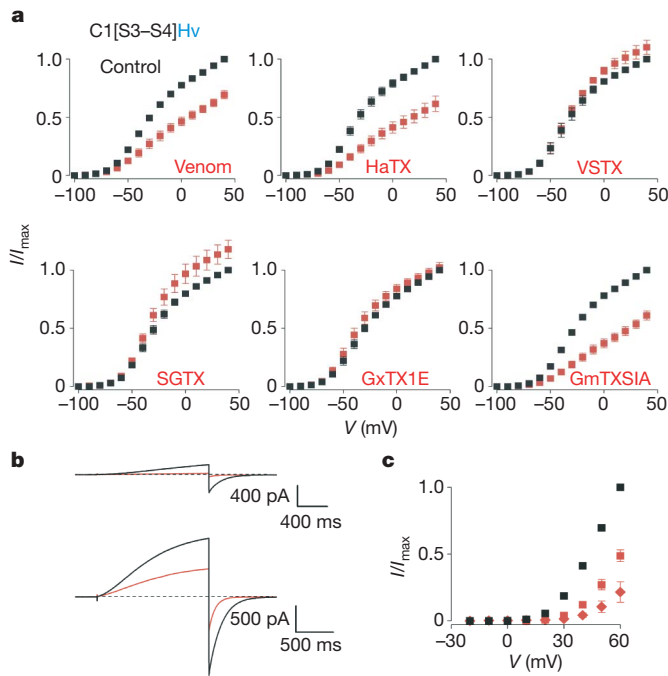 a
C1[S3–S4]Hv
Control
1.0
0.5
0
Venom
−100 −50 0 50
1.0
0.5
0
HaTX
−100 −50 0 50
1.0
0.5
0
VSTX
−100 −50 0 50
I/Imax
1.0
0.5
0
SGTX
−100 −50 0 50
1.0
0.5
0
GxTX1E
−100 −50 0 50
1.0
0.5
0
GmTXSIA
−100 −50 0 50
V (mV)
b
400 pA
400 ms
500 pA
500 ms
c
I/Imax
1.0
0.5
0
−30 0 30 60
V (mV)